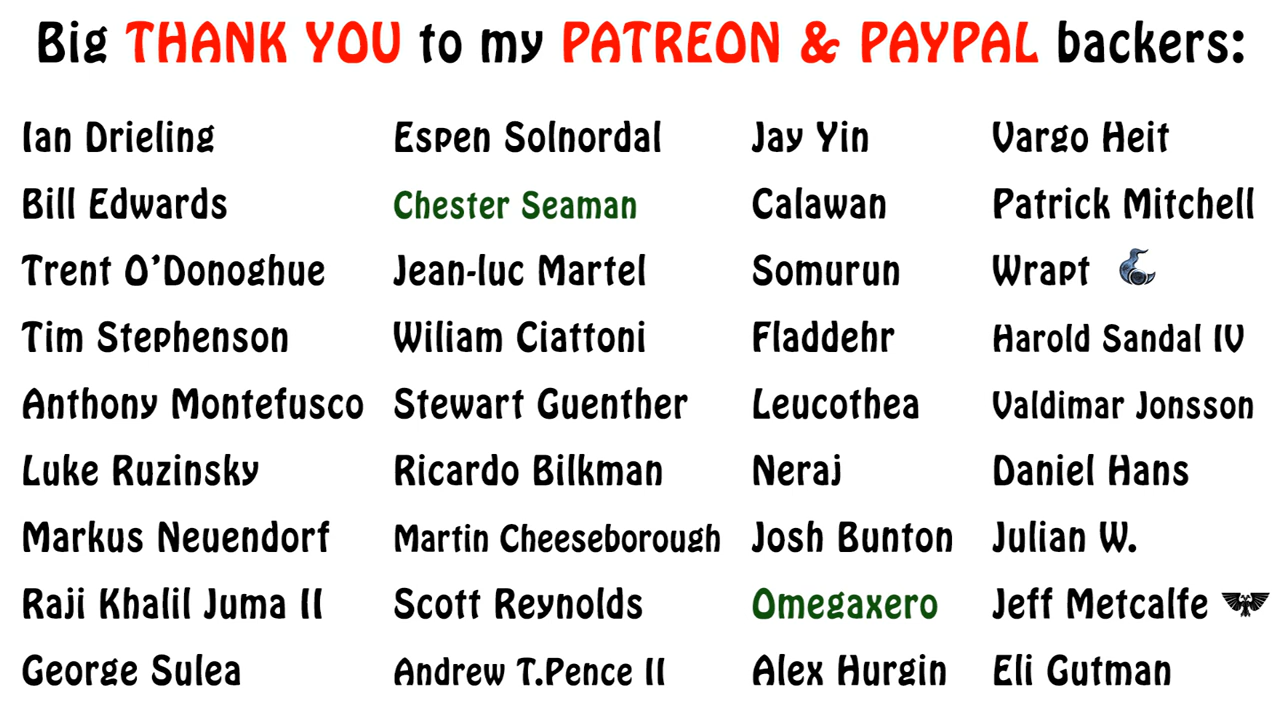 Big THANK YOU to my PATREON & PAYPAL backers:
Ian Drieling
Bill Edwards
Trent O'Donoghue
Tim Stephenson
Anthony Montefusco
Luke Ruzinsky
Markus Neuendorf
Raji Khalil Juma II
George Sulea
Espen Solnordal
Chester Seaman
Jean-luc Martel
Wiliam Ciattoni
Stewart Guenther
Ricardo Bilkman
Martin Cheeseborough
Scott Reynolds
Andrew T.Pence II
Jay Yin
Calawan
Somurun
Fladdehr
Leucothea
Neraj
Josh Bunton
Omegaxero
Alex Hurgin
Vargo Heit
Patrick Mitchell
Wrapt
Harold Sandal IV
Valdimar Jonsson
Daniel Hans
Julian W.
Jeff Metcalfe
Eli Gutman